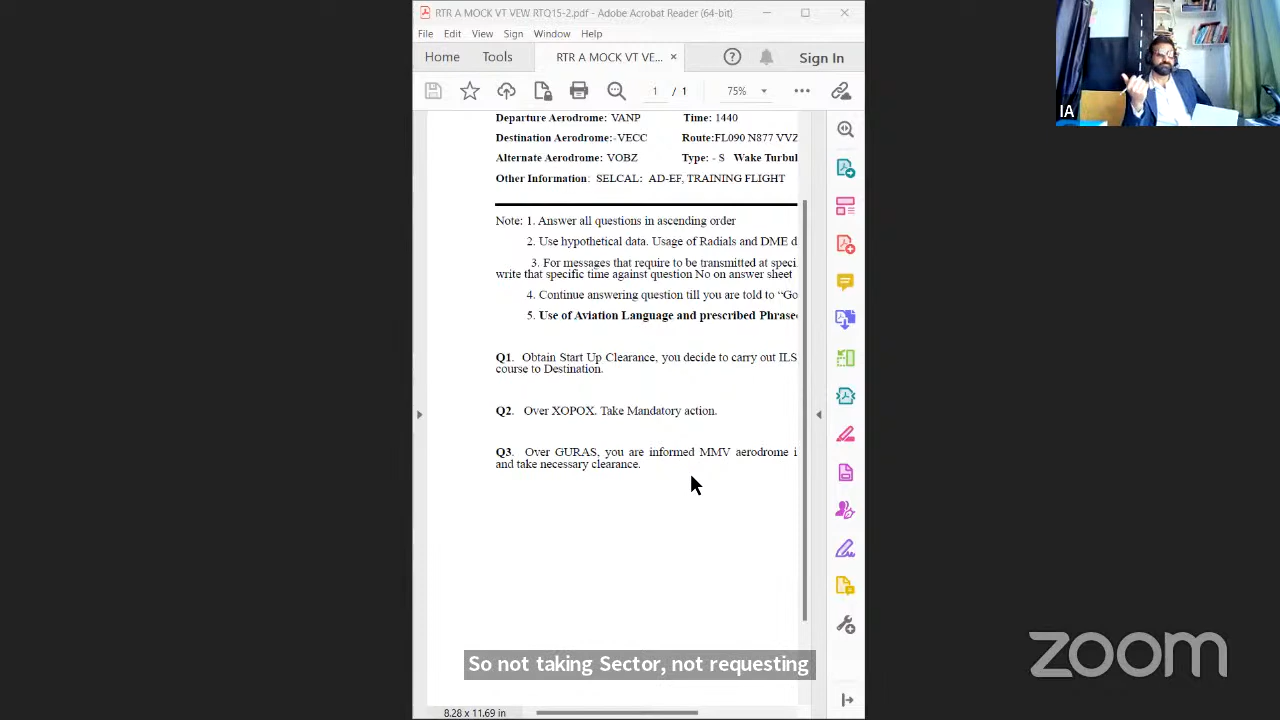 RTR A MOCK VT VEW RTQ15-2.pdf - Adobe Acrobat Reader (64-bit)
File Edit View Sign Window Help
Home Tools RTR A MOCK VT VE... Sign In
1 / 1 75%
IA
Departure Aerodrome: VANP Time: 1440
Destination Aerodrome:-VECC Route:FL090 N877 VVZ
Alternate Aerodrome: VOBZ Type: - S Wake Turbul
Other Information: SELCAL: AD-EF, TRAINING FLIGHT
Note: 1. Answer all questions in ascending order
2. Use hypothetical data. Usage of Radials and DME d
3. For messages that require to be transmitted at speci
write that specific time against question No on answer sheet
4. Continue answering question till you are told to “Go
5. Use of Aviation Language and prescribed Phrase
Q1. Obtain Start Up Clearance, you decide to carry out ILS
course to Destination.
Q2. Over XOPOX. Take Mandatory action.
Q3. Over GURAS, you are informed MMV aerodrome i
and take necessary clearance.
So not taking Sector, not requesting
zoom
8.28 x 11.69 in